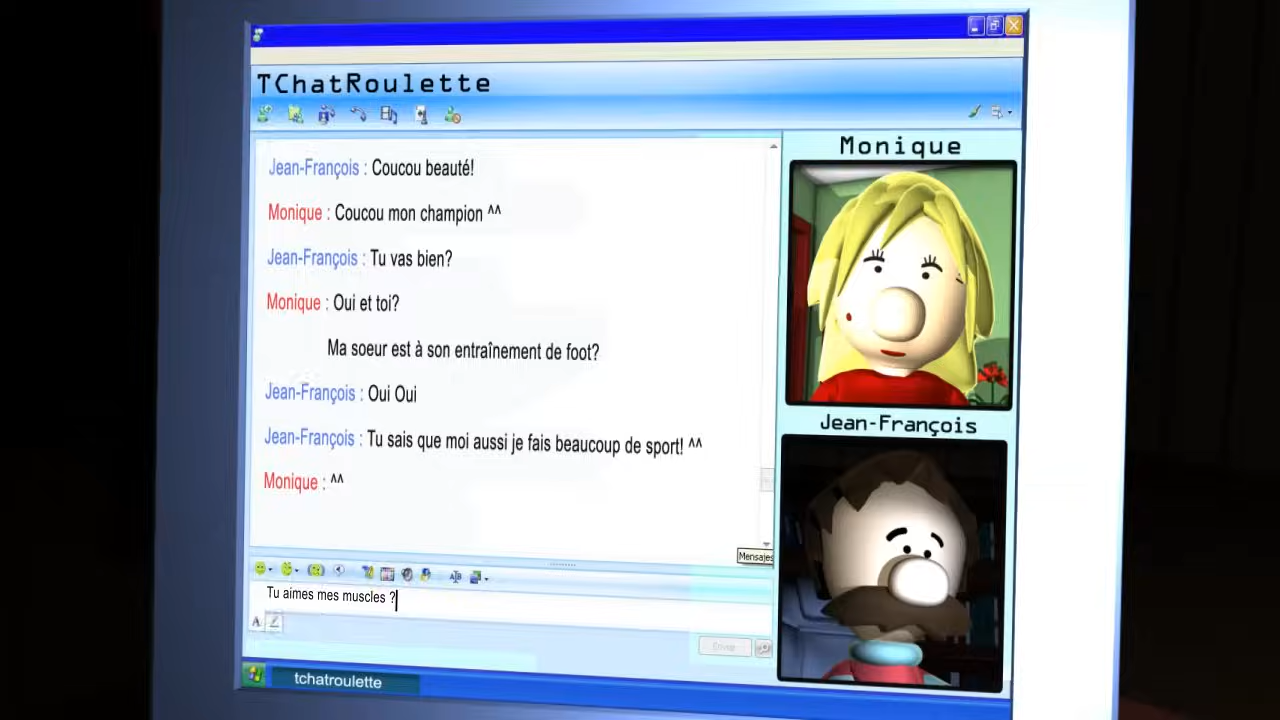 TChatRoulette
Monique
Jean-François : Coucou beauté!
Monique : Coucou mon champion ^^
Jean-François : Tu vas bien?
Monique : Oui et toi?
Ma soeur est à son entraînement de foot?
Jean-François : Oui Oui
Jean-François : Tu sais que moi aussi je fais beaucoup de sport! ^^
Monique : ^^
Jean-François
Mensajes
Tu aimes mes muscles ?
A
Enviar
tchatroulette